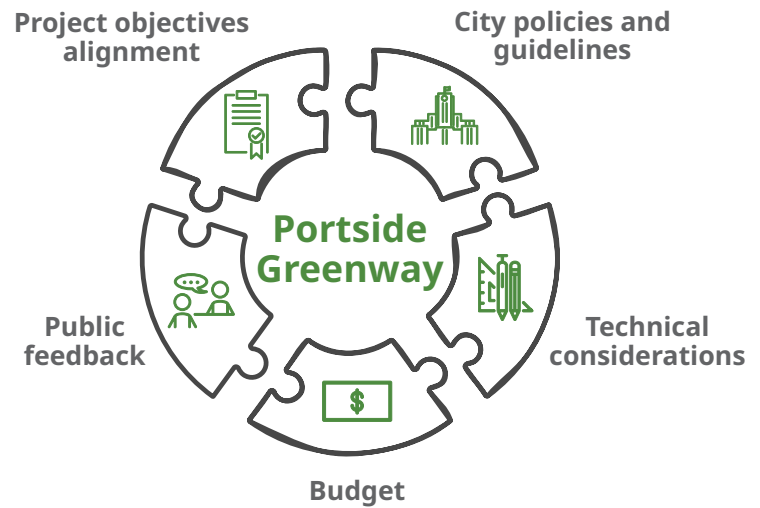 Project objectives
alignment
City policies and
guidelines
Portside
Greenway
Public
feedback
Technical
considerations
$
Budget